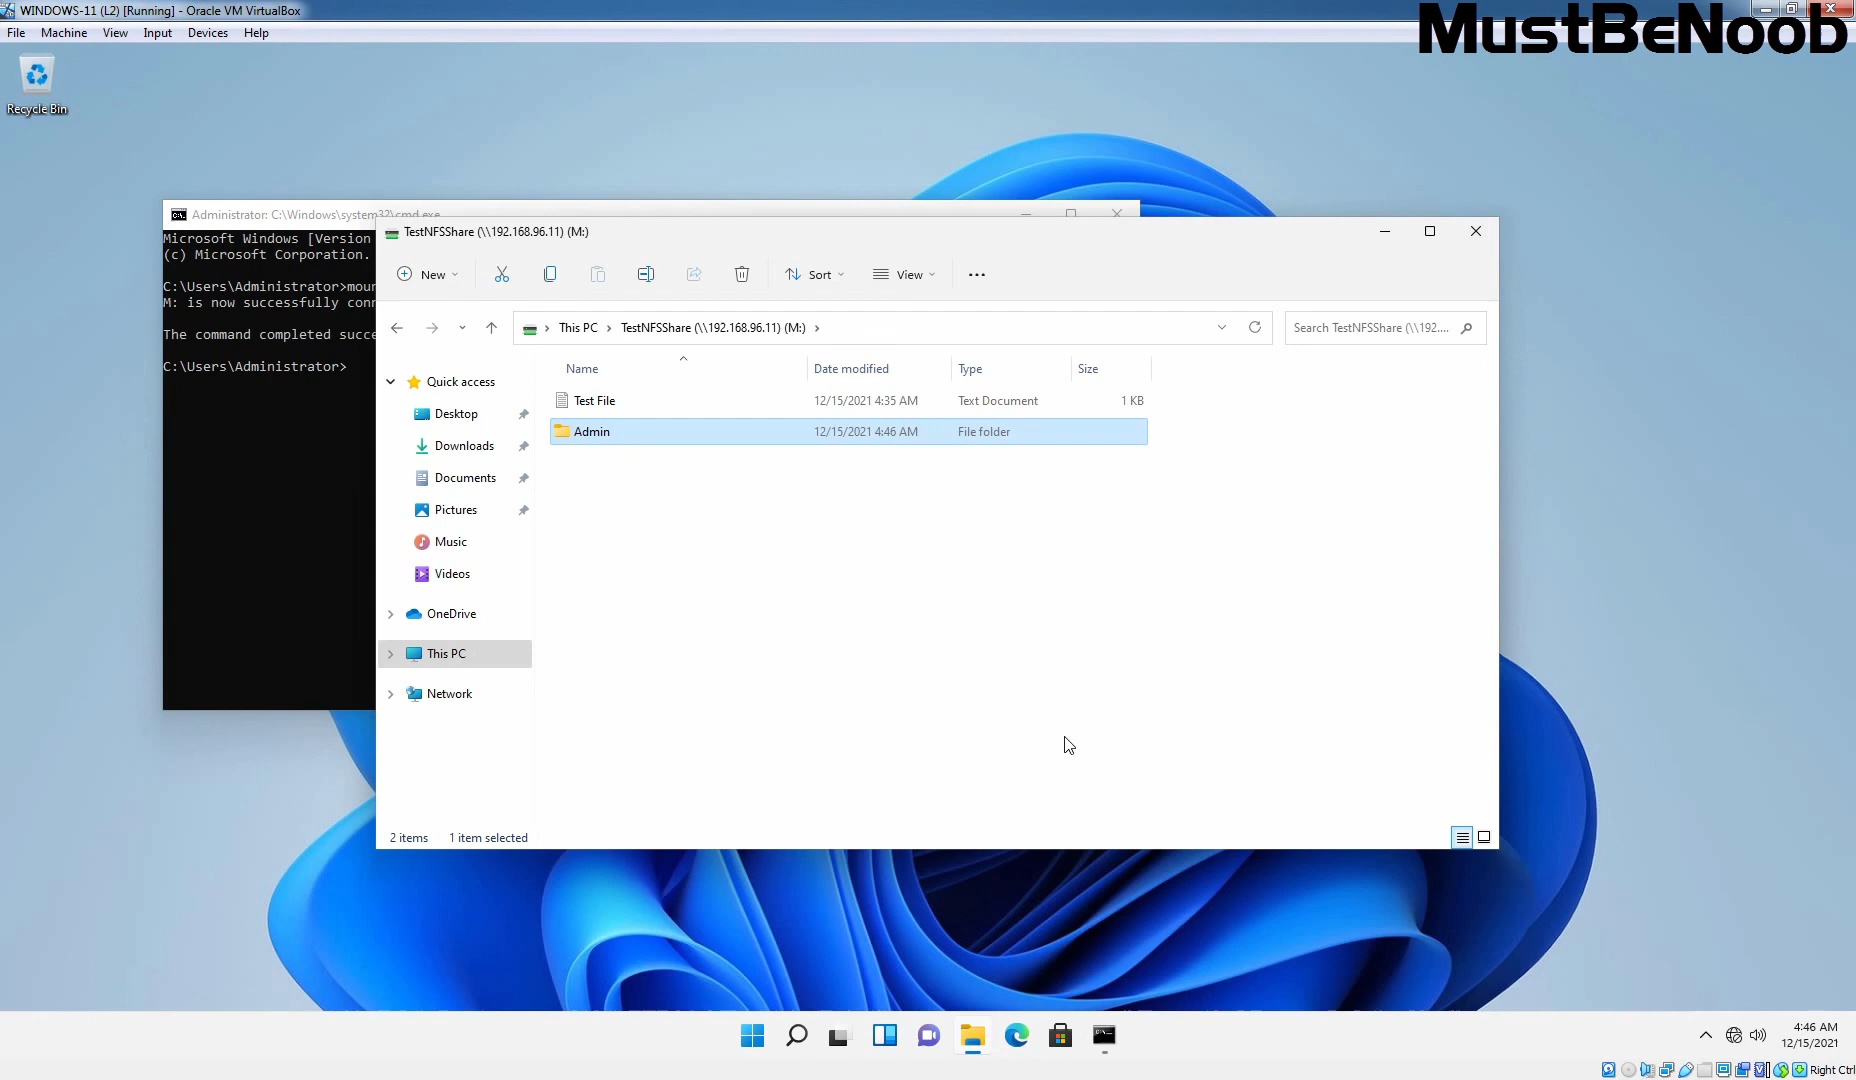 WINDOWS-11 (L2) [Running] - Oracle VM VirtualBox
MustBeNoob
File Machine View Input Devices Help
Recycle Bin
Administrator: C:\Windows\system32\cmd.exe
Microsoft Windows [Version
(c) Microsoft Corporation.
C:\Users\Administrator>moun
M: is now successfully conn
The command completed succe
C:\Users\Administrator>
TestNFSShare (\\192.168.96.11) (M:)
New Sort View
This PC > TestNFSShare (\\192.168.96.11) (M:) >
Search TestNFSShare (\\192....
Name Date modified Type Size
Test File 12/15/2021 4:35 AM Text Document 1 KB
Admin 12/15/2021 4:46 AM File folder
Quick access
Desktop
Downloads
Documents
Pictures
Music
Videos
OneDrive
This PC
Network
2 items 1 item selected
4:46 AM
12/15/2021
Right Ctrl